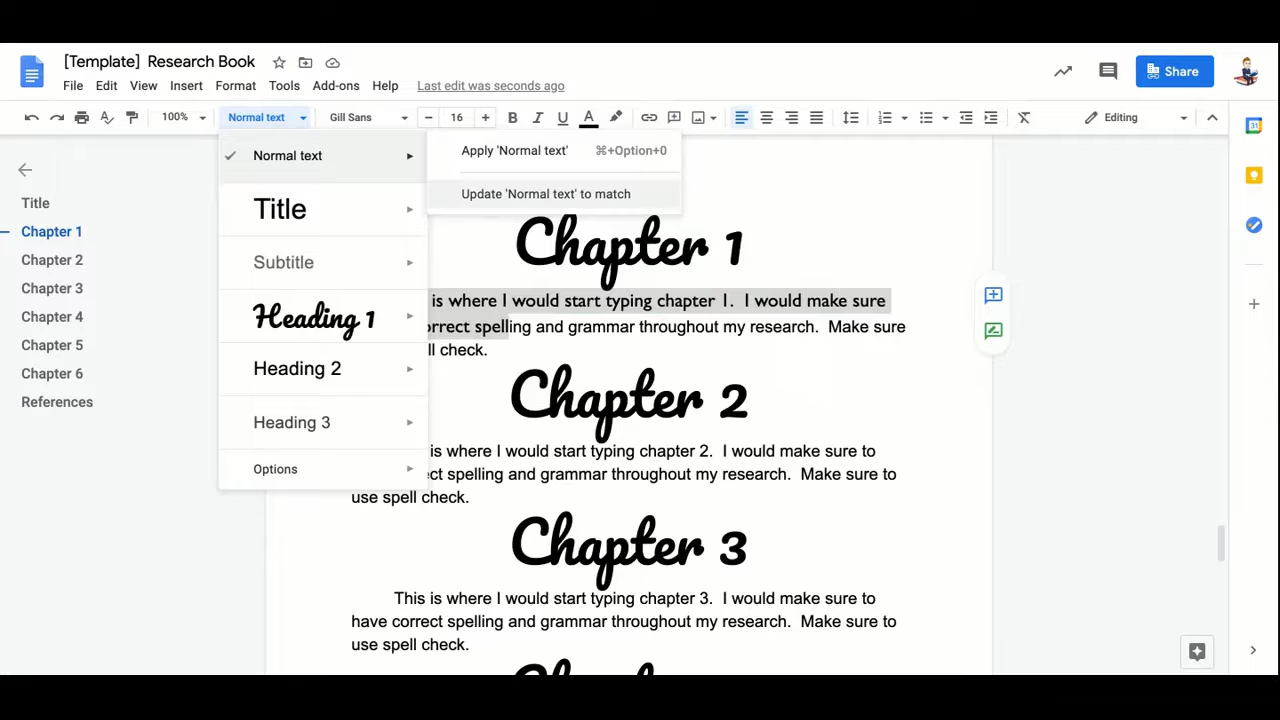 [Template] Research Book
File Edit View Insert Format Tools Add-ons Help Last edit was seconds ago
Share
100% Normal text Gill Sans − 16 + B I U A Editing
31
Normal text
Apply 'Normal text' ⌘+Option+0
Update 'Normal text' to match
Title
Subtitle
Heading 1
Heading 2
Heading 3
Options
Title
Chapter 1
Chapter 2
Chapter 3
Chapter 4
Chapter 5
Chapter 6
References
Chapter 1
is where I would start typing chapter 1. I would make sure
orrect spelling and grammar throughout my research. Make sure
ll check.
Chapter 2
is where I would start typing chapter 2. I would make sure to
ct spelling and grammar throughout my research. Make sure to
use spell check.
Chapter 3
This is where I would start typing chapter 3. I would make sure to
have correct spelling and grammar throughout my research. Make sure to
use spell check.